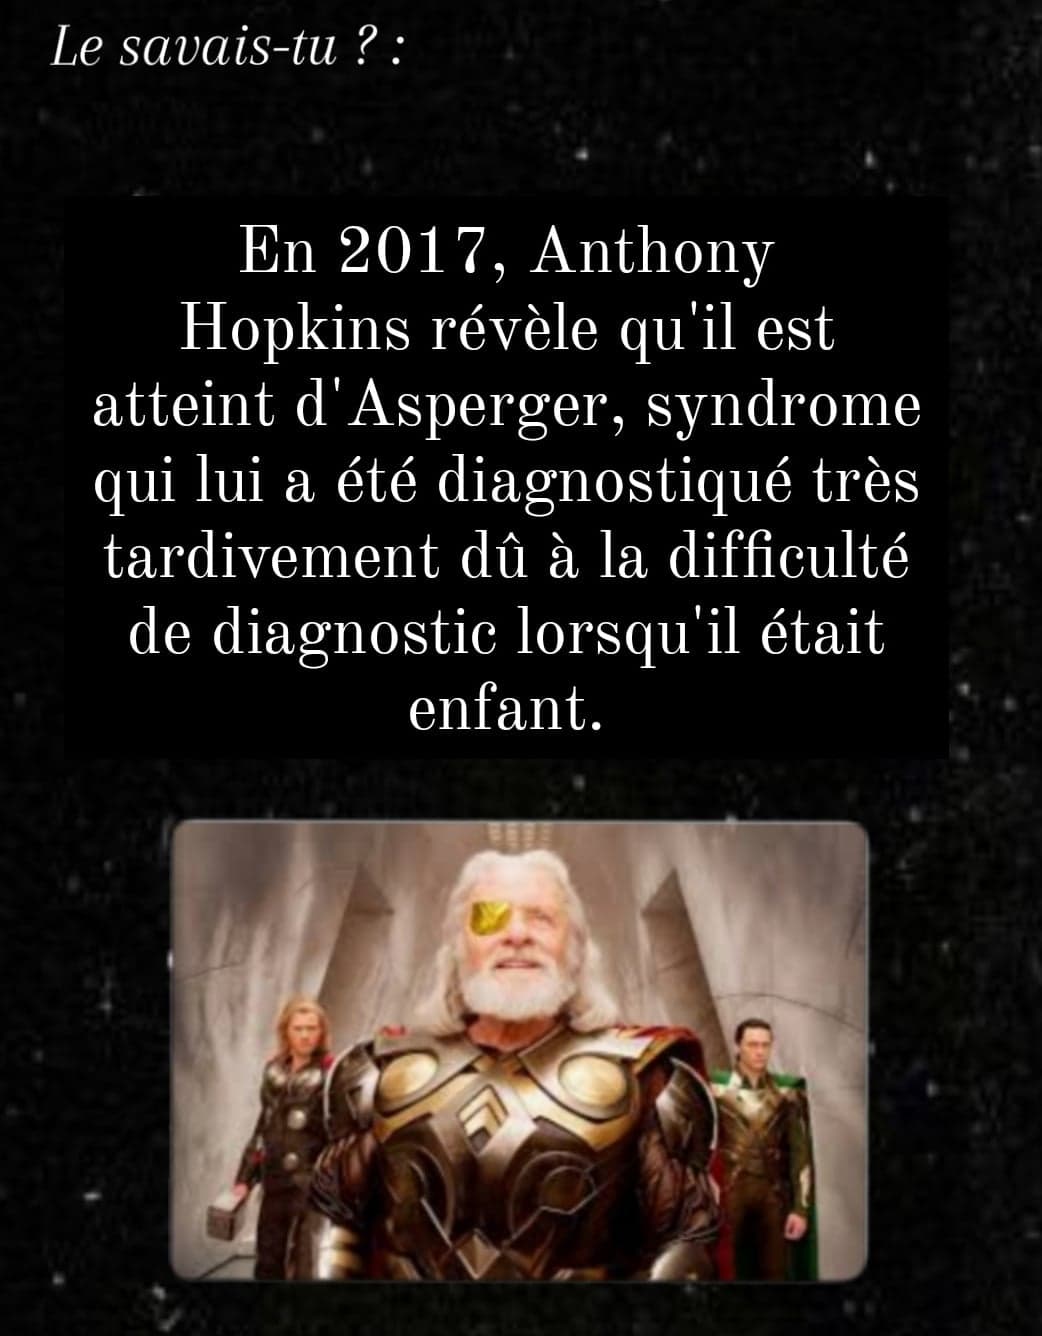 Le savais-tu ? :
En 2017, Anthony
Hopkins révèle qu'il est
atteint d'Asperger, syndrome
qui lui a été diagnostiqué très
tardivement dû à la difficulté
de diagnostic lorsqu'il était
enfant.